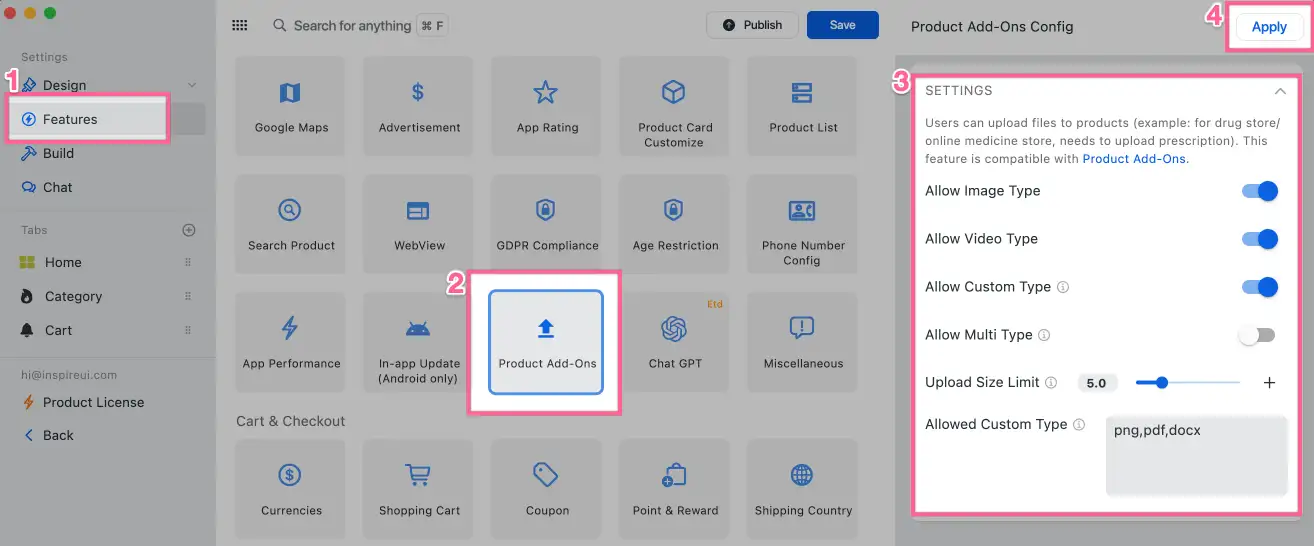 Search for anything ⌘ F
Publish
Save
Product Add-Ons Config
4
Apply
Settings
1
Design
Features
Build
Chat
Tabs
Home
Category
Cart
hi@inspireui.com
Product License
Back
Google Maps
Advertisement
App Rating
Product Card
Customize
Product List
Search Product
WebView
GDPR Compliance
Age Restriction
Phone Number
Config
App Performance
In-app Update
(Android only)
2
Product Add-Ons
Etd
Chat GPT
Miscellaneous
Cart & Checkout
Currencies
Shopping Cart
Coupon
Point & Reward
Shipping Country
3
SETTINGS
Users can upload files to products (example: for drug store/
online medicine store, needs to upload prescription). This
feature is compatible with Product Add-Ons.
Allow Image Type
Allow Video Type
Allow Custom Type
Allow Multi Type
Upload Size Limit 5.0
Allowed Custom Type png,pdf,docx